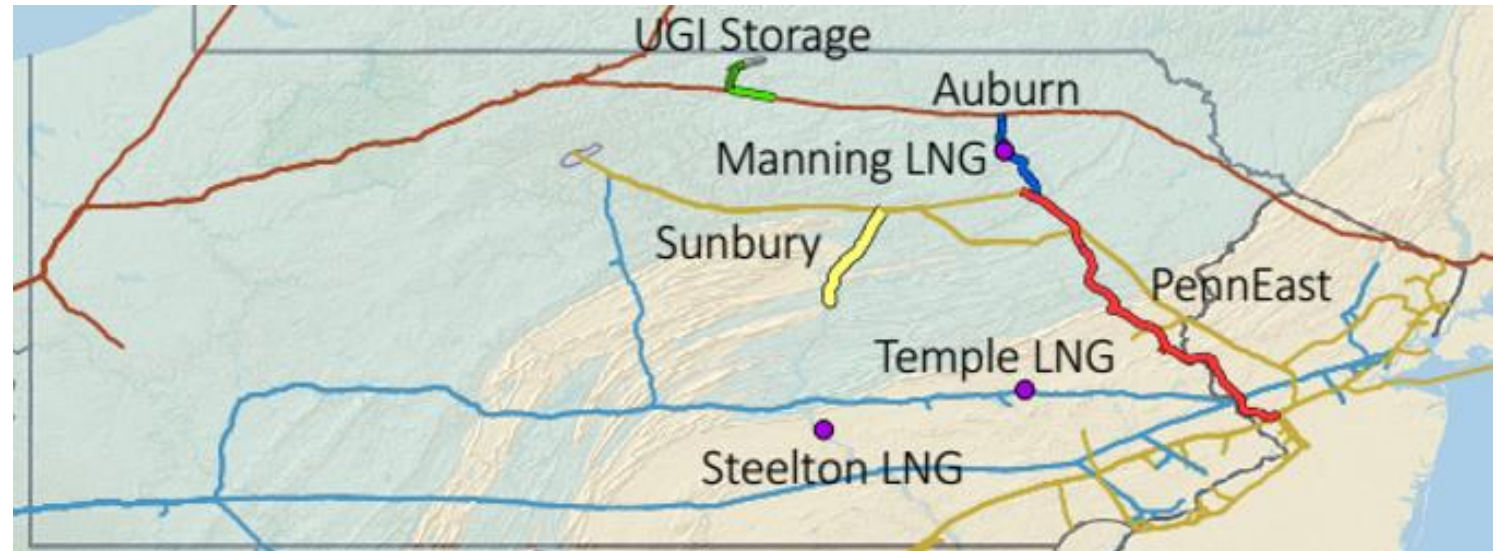 UGI Storage
Auburn
Manning LNG
Sunbury
PennEast
Temple LNG
Steelton LNG